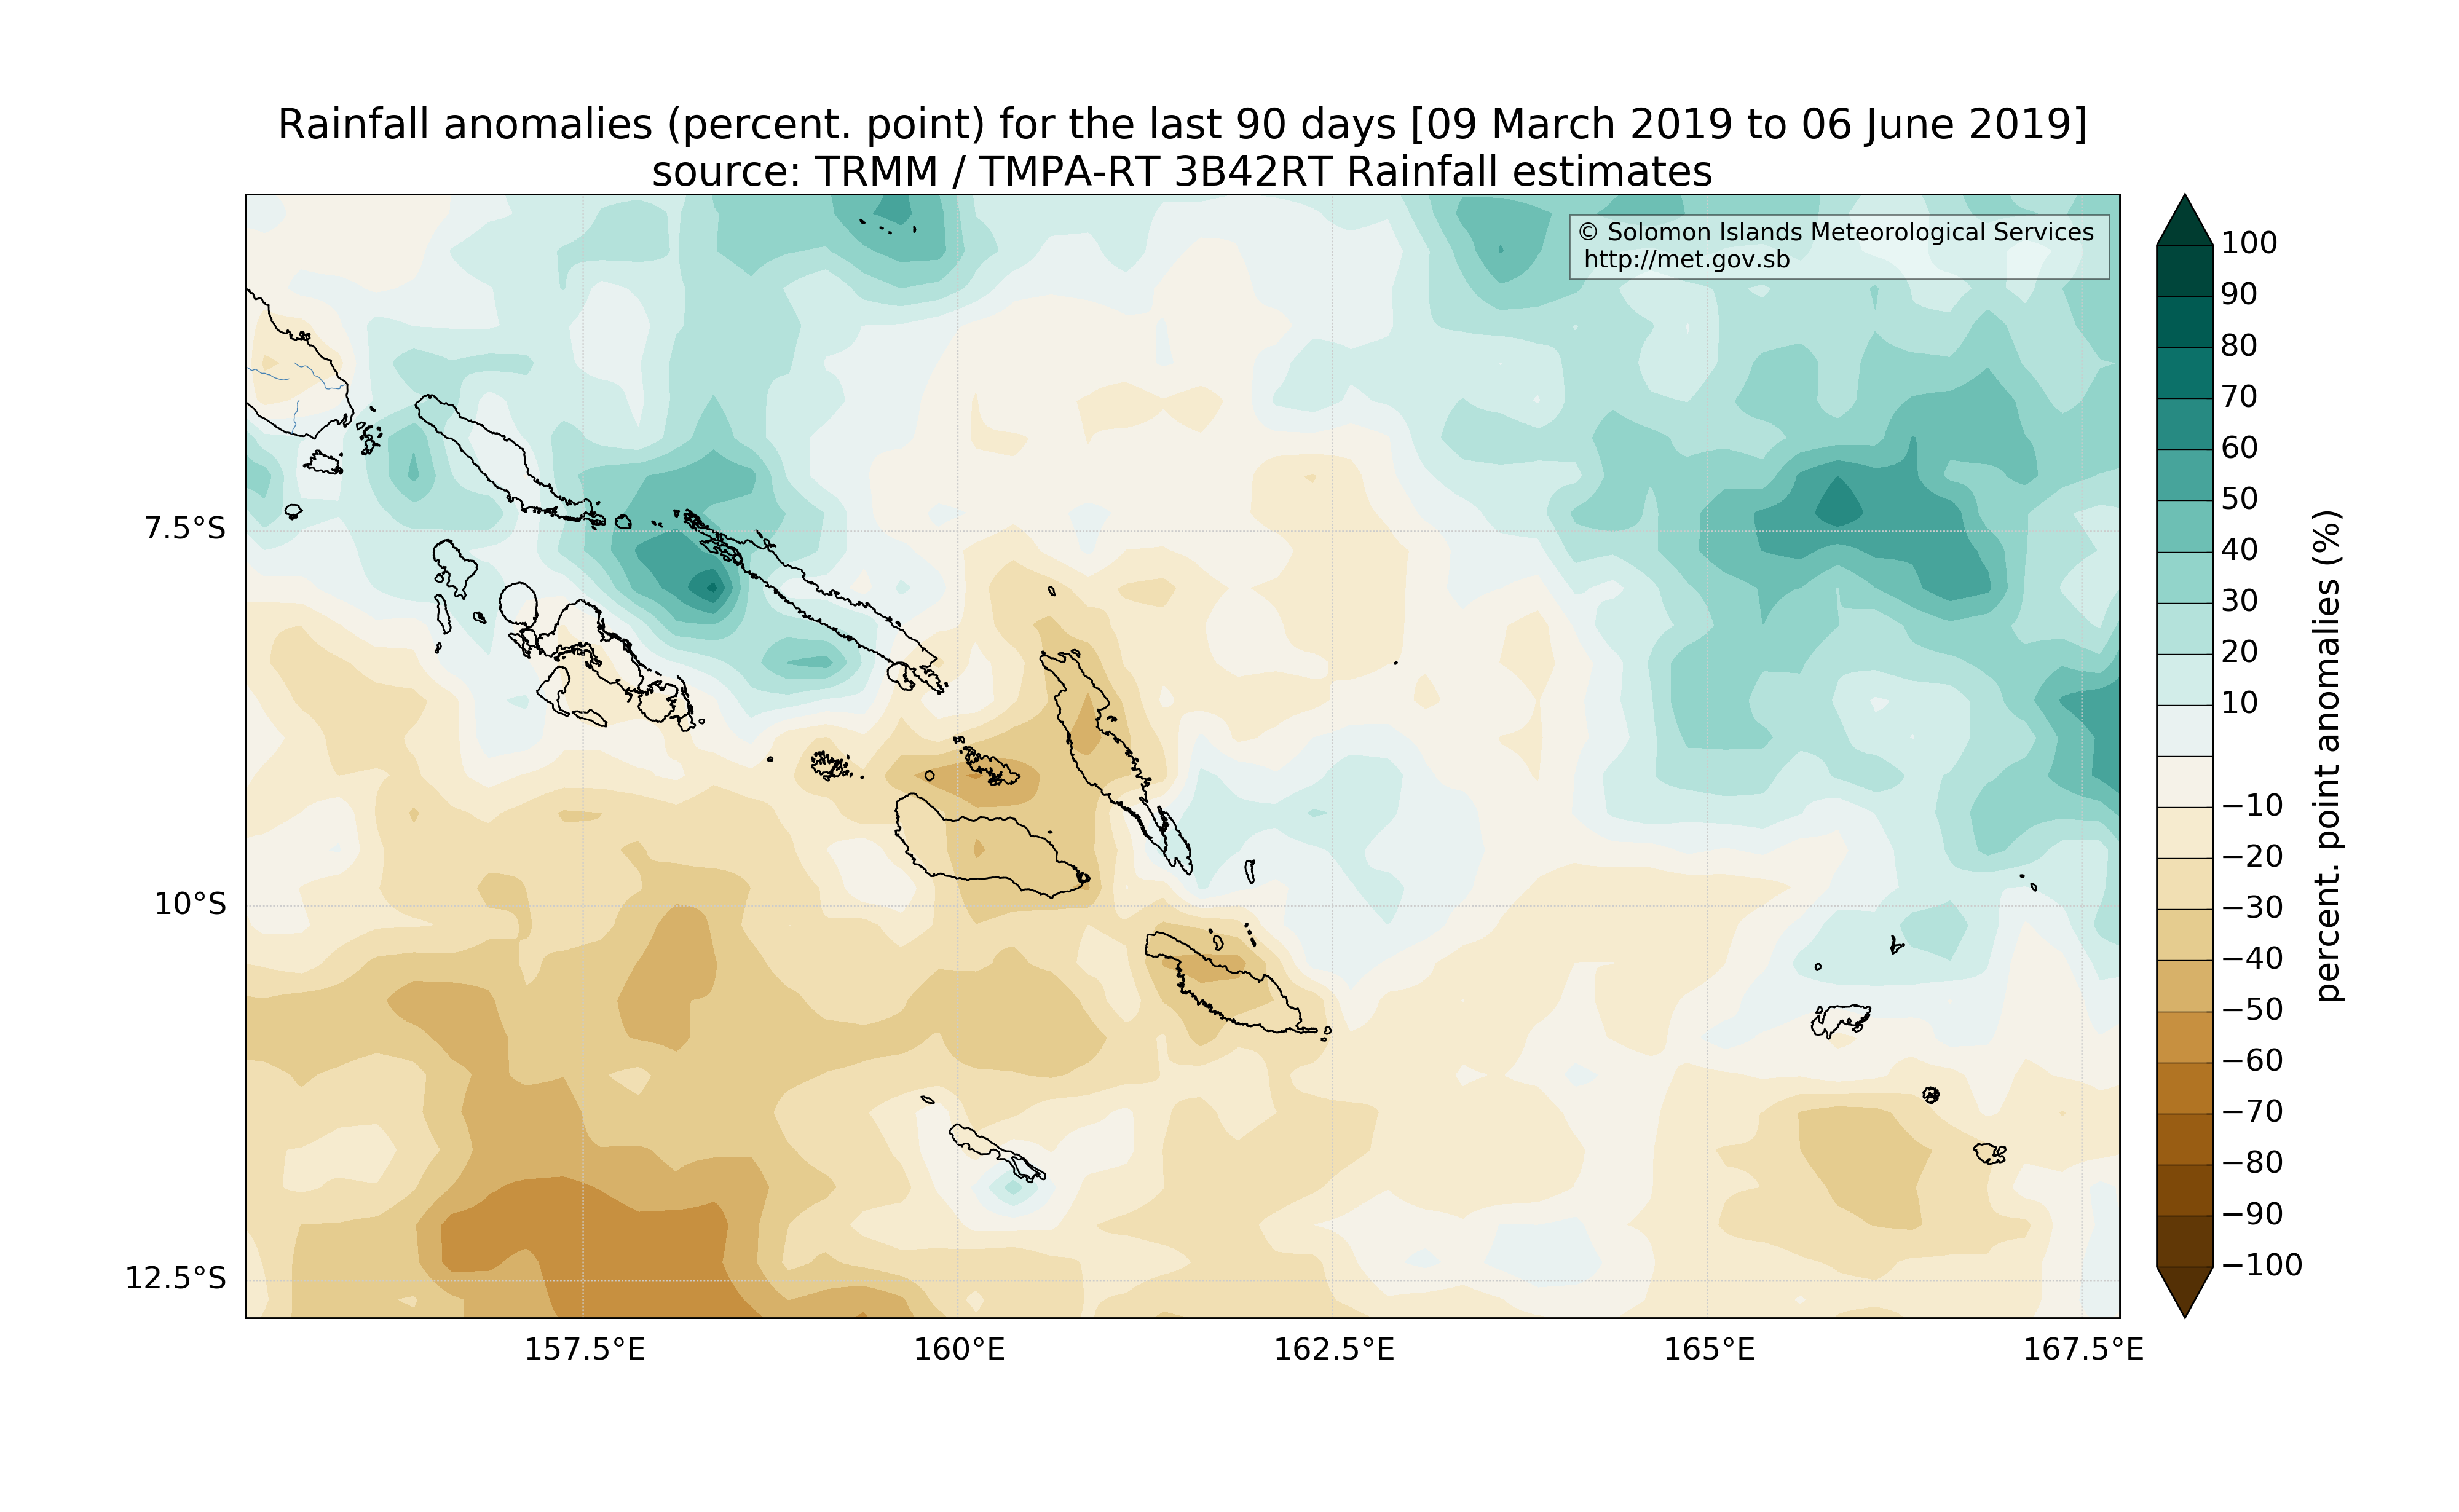 Rainfall anomalies (percent. point) for the last 90 days [09 March 2019 to 06 June 2019]
source: TRMM / TMPA-RT 3B42RT Rainfall estimates
© Solomon Islands Meteorological Services
http://met.gov.sb
7.5°S
10°S
12.5°S
157.5°E
160°E
162.5°E
165°E
167.5°E
100
90
80
70
60
50
40
30
20
10
−10
−20
−30
−40
−50
−60
−70
−80
−90
−100
percent. point anomalies (%)